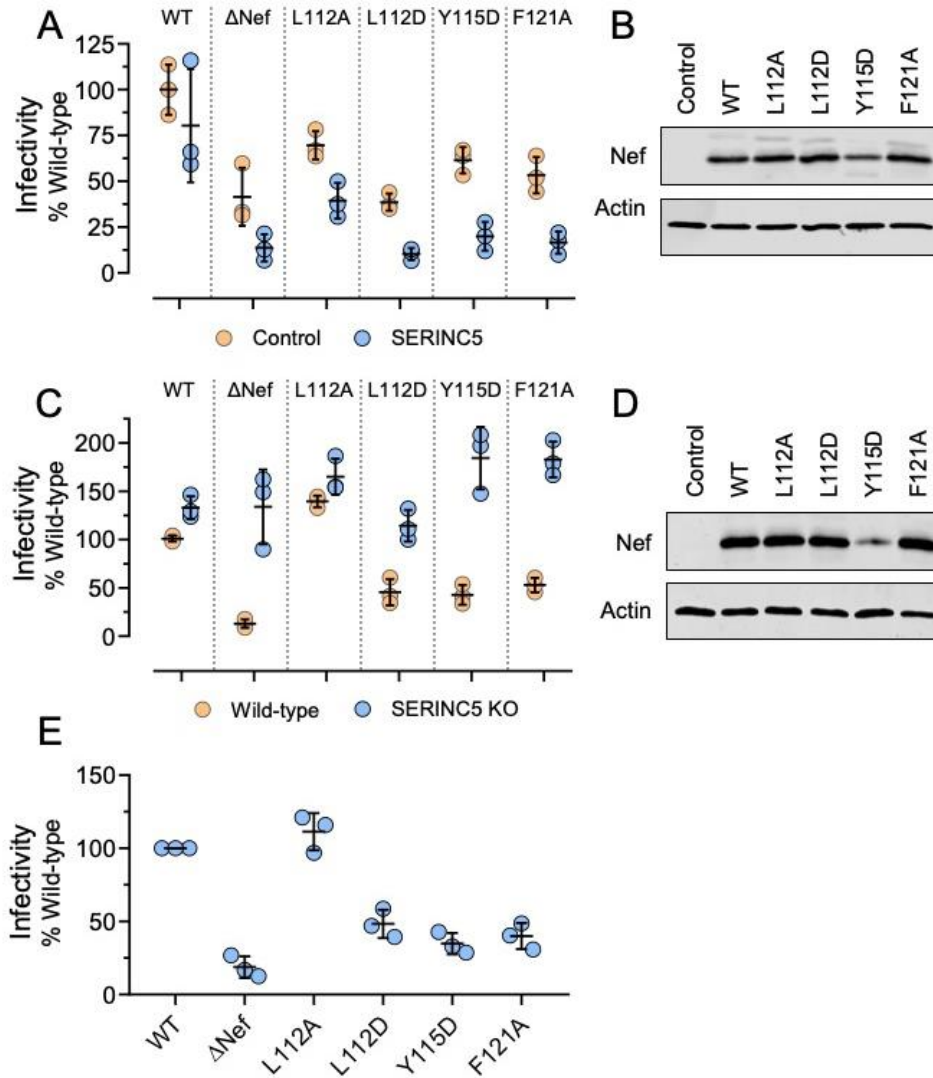 A
WT ΔNef L112A L112D Y115D F121A
Infectivity
% Wild-type
125
100
75
50
25
0
Control SERINC5
B
Control WT L112A L112D Y115D F121A
Nef
Actin
C
WT ΔNef L112A L112D Y115D F121A
Infectivity
% Wild-type
200
150
100
50
0
Wild-type SERINC5 KO
D
Control WT L112A L112D Y115D F121A
Nef
Actin
E
Infectivity
% Wild-type
150
100
50
0
WT ΔNef L112A L112D Y115D F121A